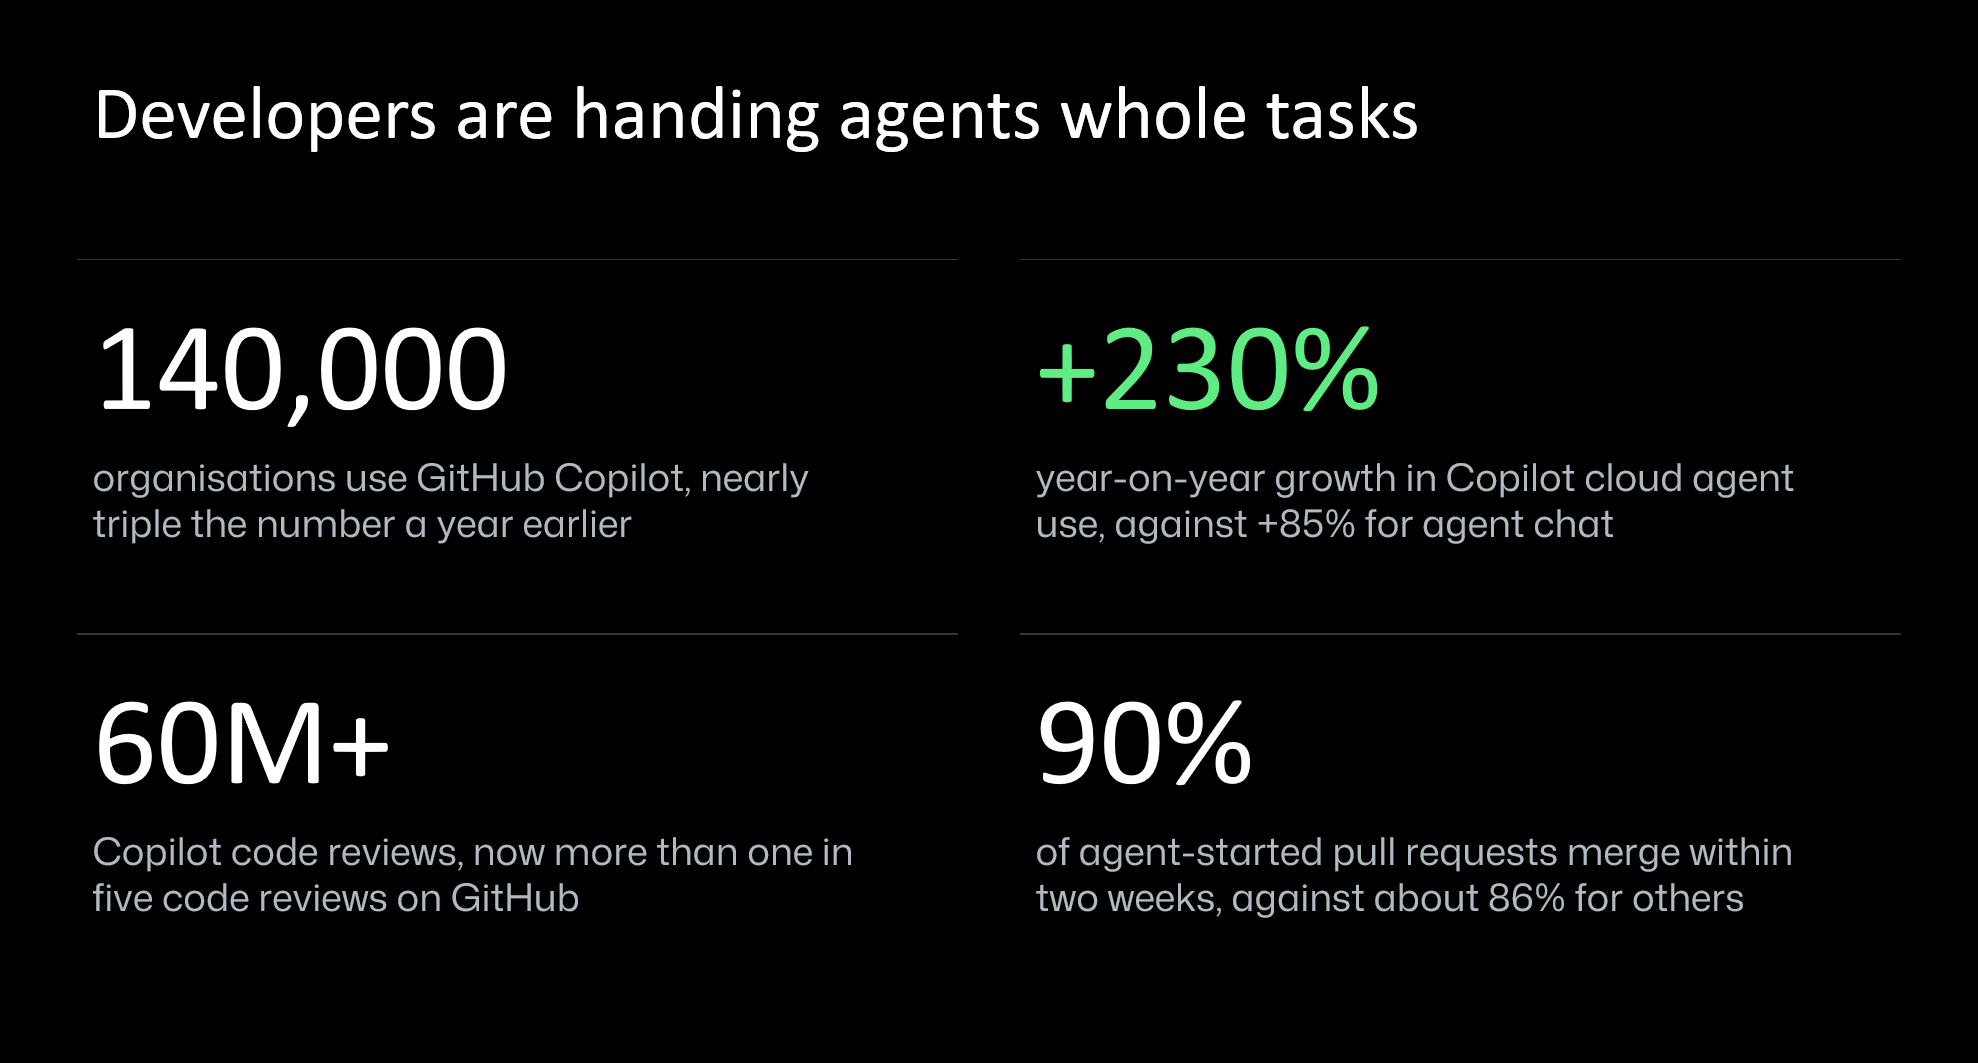 Developers are handing agents whole tasks
140,000
organisations use GitHub Copilot, nearly
triple the number a year earlier
+230%
year-on-year growth in Copilot cloud agent
use, against +85% for agent chat
60M+
Copilot code reviews, now more than one in
five code reviews on GitHub
90%
of agent-started pull requests merge within
two weeks, against about 86% for others